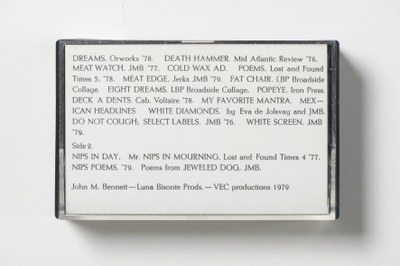 DREAMS. Orworks '78. DEATH HAMMER. Mid Atlantic Review '76.
MEAT WATCH. JMB '77. COLD WAX AD. POEMS. Lost and Found
Times 5. '78. MEAT EDGE. Jerks JMB '79. FAT CHAIR. LBP Broadside
Collage. EIGHT DREAMS. LBP Broadside Collage. POPEYE. Iron Press.
DECK A DENTS. Cab. Voltaire '78. MY FAVORITE MANTRA. MEX—
ICAN HEADLINES WHITE DIAMONDS. by Eva de Jolsvay and JMB.
DO NOT COUGH; SELECT LABELS. JMB '76. WHITE SCREEN. JMB
'79.
Side 2.
NIPS IN DAY. Mr. NIPS IN MOURNING. Lost and Found Times 4 '77.
NIPS POEMS. '79. Poems from JEWELED DOG. JMB.
John M. Bennett—Luna Bisonte Prods.—VEC productions 1979